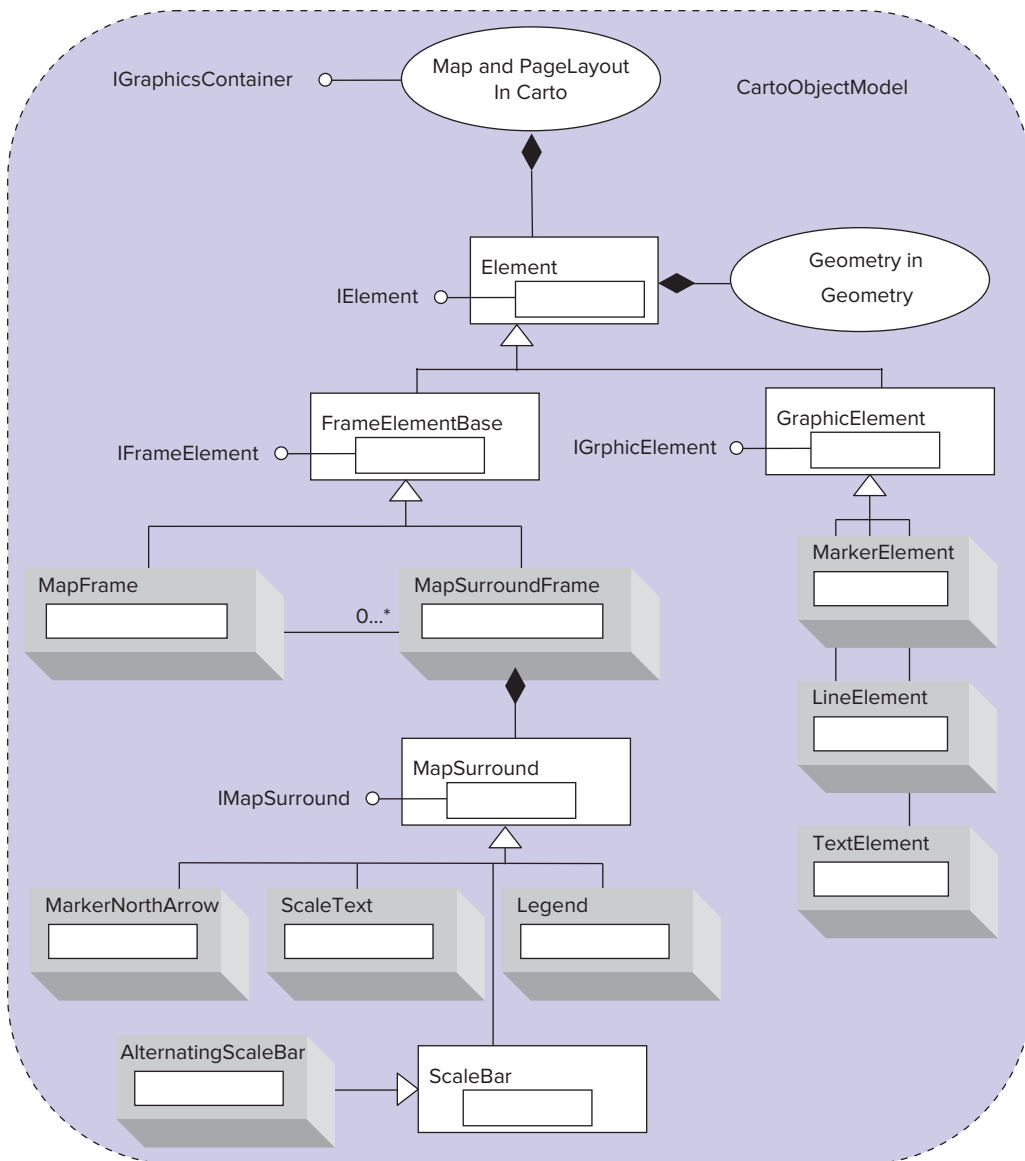 Map and PageLayout
In Carto
IGraphicsContainer
CartoObjectModel
Element
IElement
Geometry in
Geometry
FrameElementBase
IFrameElement
GraphicElement
IGrphicElement
MapFrame
0...*
MapSurroundFrame
MarkerElement
LineElement
TextElement
MapSurround
IMapSurround
MarkerNorthArrow
ScaleText
Legend
AlternatingScaleBar
ScaleBar